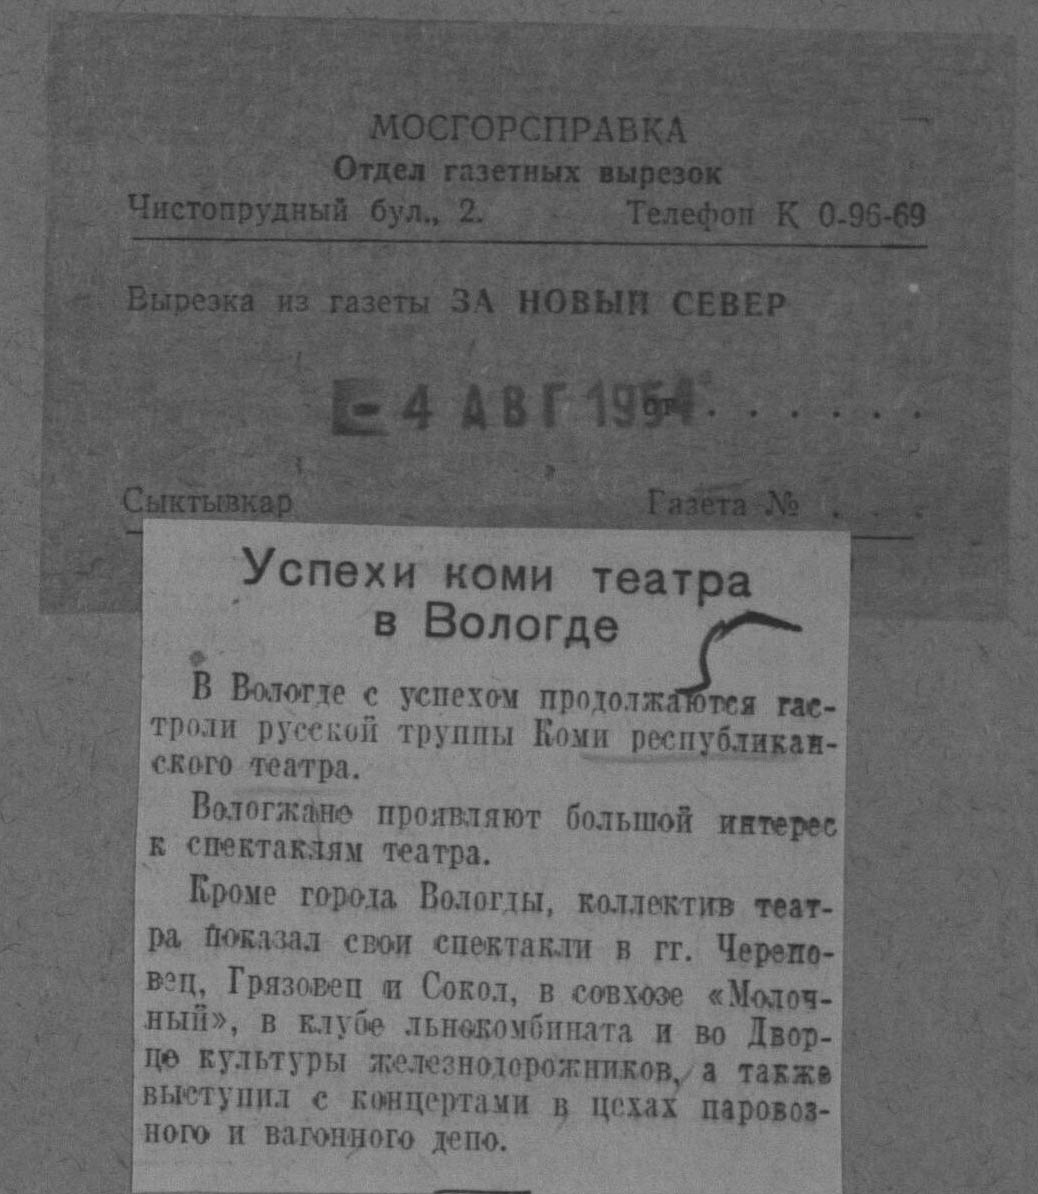 МОСГОРСПРАВКА
Отдел газетных вырезок
Чистопрудный бул., 2. Телефон К 0-96-69
Вырезка из газеты ЗА НОВЫЙ СЕВЕР
- 4 АВГ 1954 . . . . . .
Сыктывкар Газета № . . .
Успехи коми театра
в Вологде
В Вологде с успехом продолжаются гас-
троли русской труппы Коми республикан-
ского театра.
Вологжане проявляют большой интерес
к спектаклям театра.
Кроме города Вологды, коллектив теат-
ра показал свои спектакли в гг. Черепо-
вец, Грязовец и Сокол, в совхозе «Молоч-
ный», в клубе льнокомбината и во Двор-
це культуры железнодорожников, а также
выступил с концертами в цехах паровоз-
ного и вагонного депо.